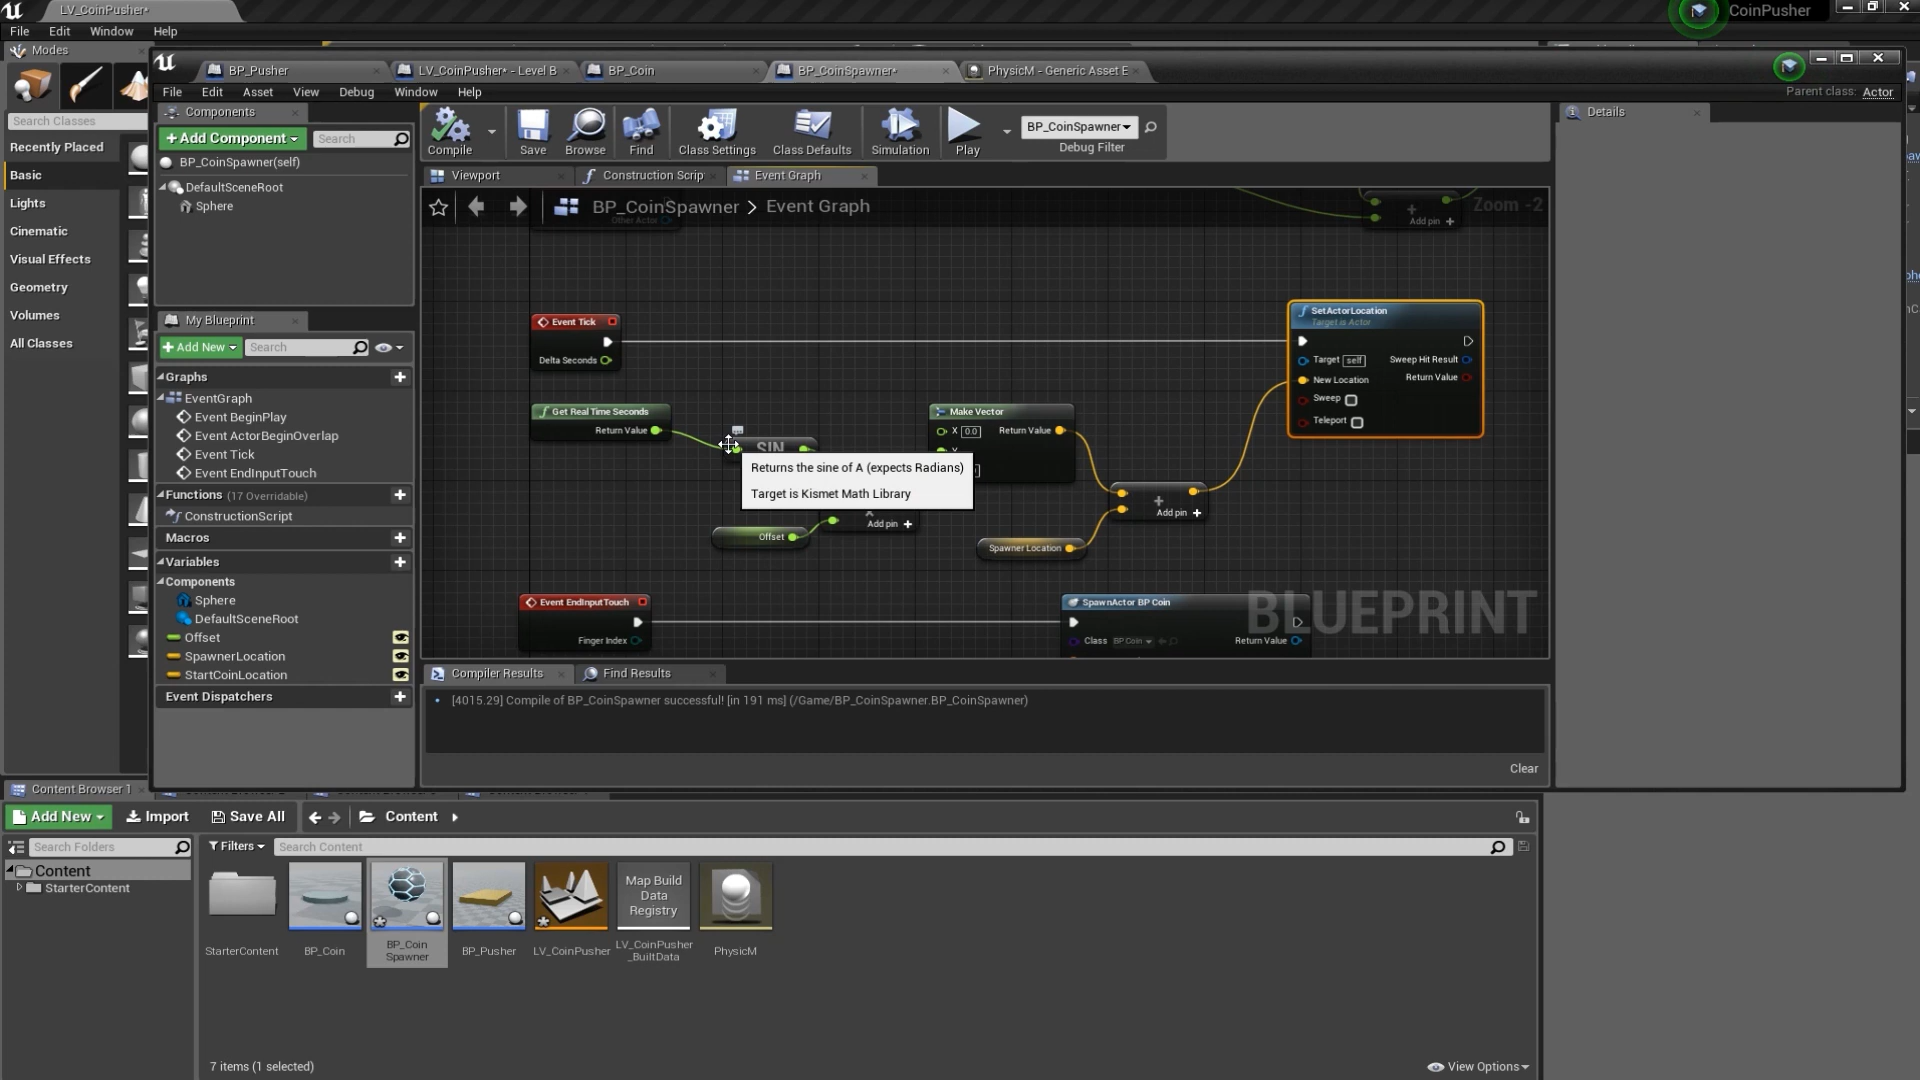 LV_CoinPusher*
CoinPusher
File Edit Window Help
Modes
BP_Pusher
LV_CoinPusher* - Level B
BP_Coin
BP_CoinSpawner*
PhysicM - Generic Asset E
File Edit Asset View Debug Window Help
Parent class: Actor
Search Classes
Recently Placed
Basic
Lights
Cinematic
Visual Effects
Geometry
Volumes
All Classes
Components
+ Add Component
Search
BP_CoinSpawner(self)
DefaultSceneRoot
Sphere
My Blueprint
+ Add New
Search
Graphs
EventGraph
Event BeginPlay
Event ActorBeginOverlap
Event Tick
Event EndInputTouch
Functions (17 Overridable)
ConstructionScript
Macros
Variables
Components
Sphere
DefaultSceneRoot
Offset
SpawnerLocation
StartCoinLocation
Event Dispatchers
Compile
Save
Browse
Find
Class Settings
Class Defaults
Simulation
Play
BP_CoinSpawner
Debug Filter
Details
Viewport
Construction Scrip
Event Graph
BP_CoinSpawner > Event Graph
Zoom -2
Other Actor
Add pin +
Event Tick
Delta Seconds
Get Real Time Seconds
Return Value
SIN
Returns the sine of A (expects Radians)
Target is Kismet Math Library
Make Vector
X 0.0
Return Value
Y
Offset
Add pin +
Spawner Location
+
Add pin +
SetActorLocation
Target is Actor
Target self
Sweep Hit Result
New Location
Return Value
Sweep
Teleport
Event EndInputTouch
Finger Index
SpawnActor BP Coin
Class BP Coin
Return Value
BLUEPRINT
Compiler Results
Find Results
[4015.29] Compile of BP_CoinSpawner successful! [in 191 ms] (/Game/BP_CoinSpawner.BP_CoinSpawner)
Clear
Content Browser 1
Add New
Import
Save All
Content
Search Folders
Filters
Search Content
Content
StarterContent
StarterContent
BP_Coin
BP_Coin
Spawner
BP_Pusher
LV_CoinPusher
Map Build
Data
Registry
LV_CoinPusher
_BuiltData
PhysicM
7 items (1 selected)
View Options